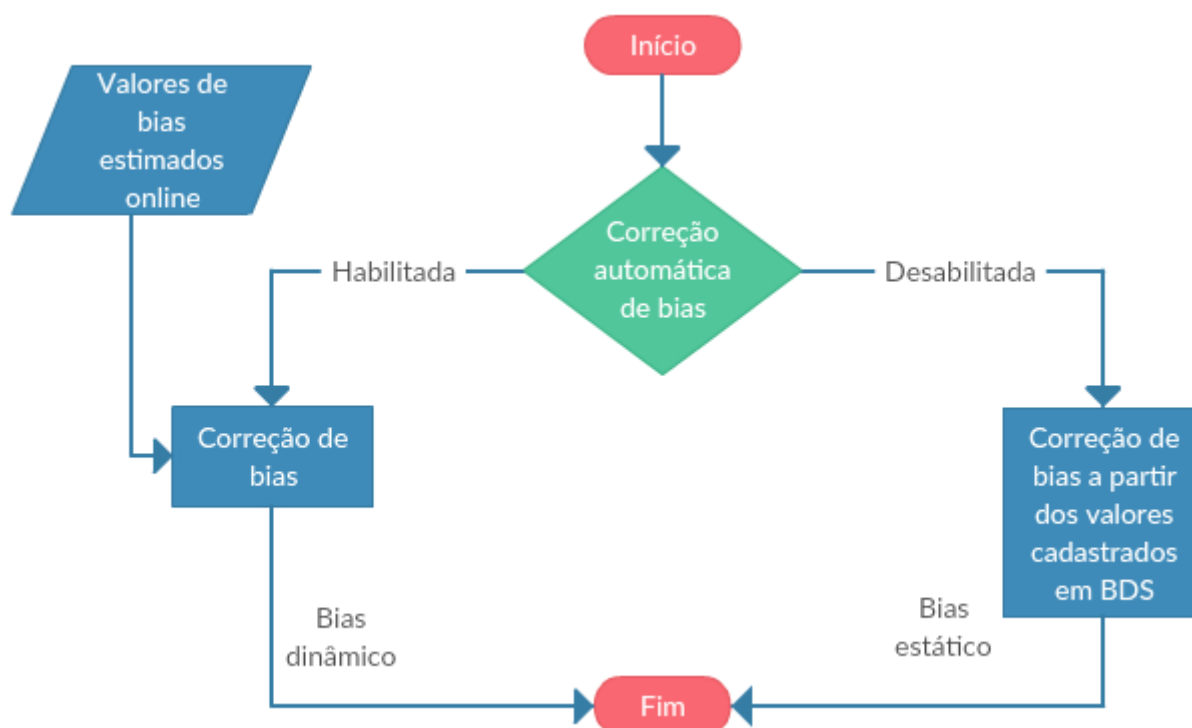 Início
Valores de
bias
estimados
online
Correção
automática
de bias
Habilitada
Desabilitada
Correção de
bias
Correção de
bias a partir
dos valores
cadastrados
em BDS
Bias
dinâmico
Bias
estático
Fim